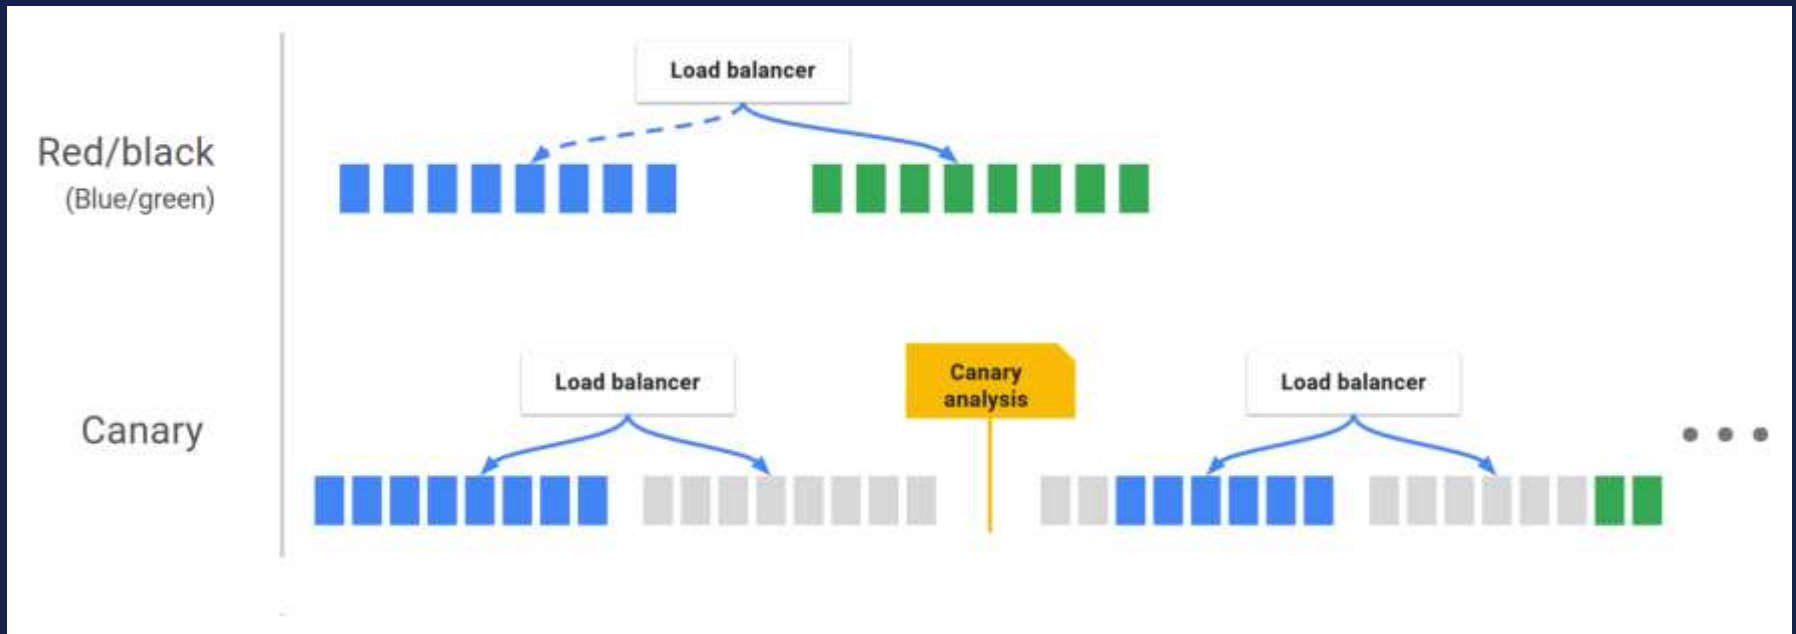 Load balancer
Red/black
(Blue/green)
Load balancer
Canary
analysis
Load balancer
Canary